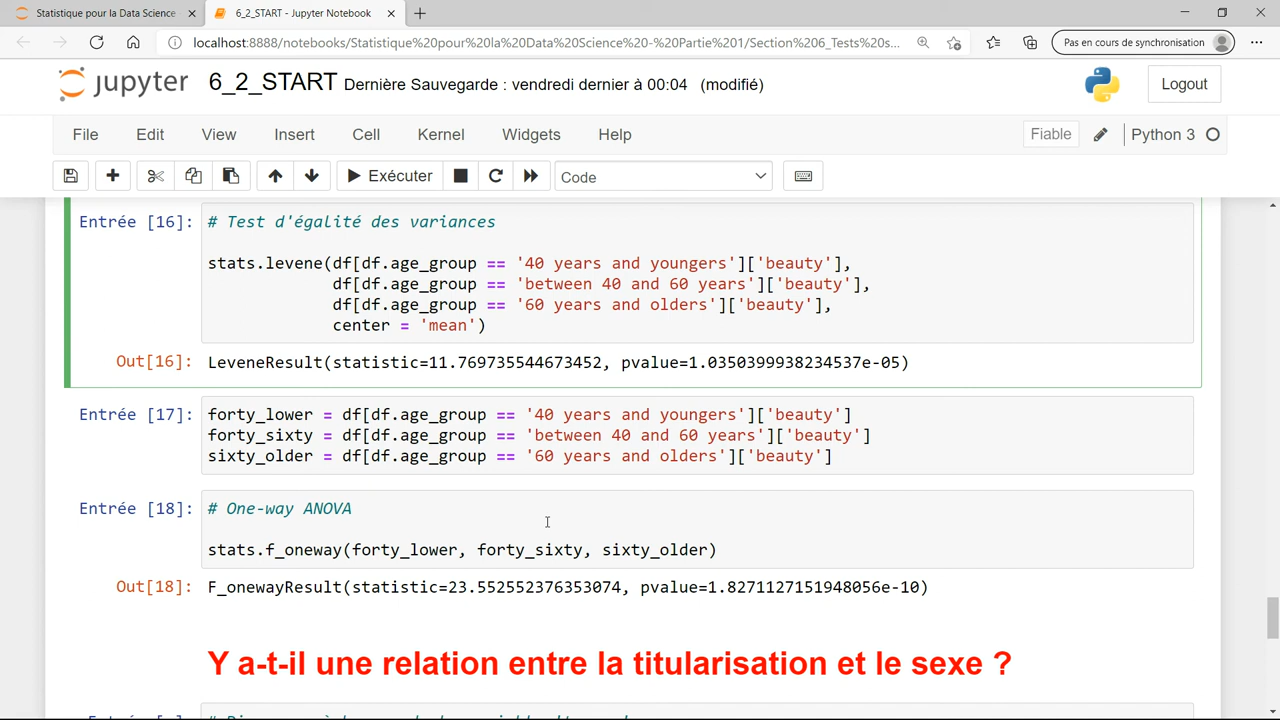 Statistique pour la Data Science
6_2_START - Jupyter Notebook
localhost:8888/notebooks/Statistique%20pour%20la%20Data%20Science%20-%20Partie%201/Section%206_Tests%20s...
Pas en cours de synchronisation
jupyter 6_2_START Dernière Sauvegarde : vendredi dernier à 00:04 (modifié)
Logout
File Edit View Insert Cell Kernel Widgets Help
Fiable
Python 3
Exécuter
Code
Entrée [16]:
# Test d'égalité des variances
stats.levene(df[df.age_group == '40 years and youngers']['beauty'],
df[df.age_group == 'between 40 and 60 years']['beauty'],
df[df.age_group == '60 years and olders']['beauty'],
center = 'mean')
Out[16]: LeveneResult(statistic=11.769735544673452, pvalue=1.0350399938234537e-05)
Entrée [17]:
forty_lower = df[df.age_group == '40 years and youngers']['beauty']
forty_sixty = df[df.age_group == 'between 40 and 60 years']['beauty']
sixty_older = df[df.age_group == '60 years and olders']['beauty']
Entrée [18]:
# One-way ANOVA
stats.f_oneway(forty_lower, forty_sixty, sixty_older)
Out[18]: F_onewayResult(statistic=23.552552376353074, pvalue=1.8271127151948056e-10)
Y a-t-il une relation entre la titularisation et le sexe ?